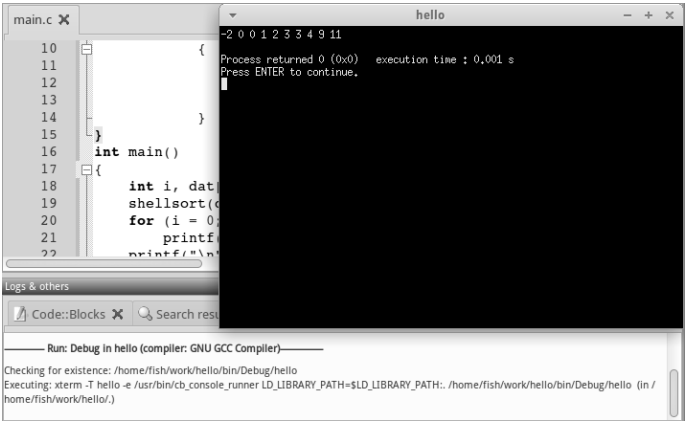 main.c
hello
-2 0 0 1 2 3 3 4 9 11
Process returned 0 (0x0)   execution time : 0.001 s
Press ENTER to continue.
10 {
11
12
13
14 }
15 }
16 int main()
17 {
18 int i, dat
19 shellsort(
20 for (i = 0;
21 printf
22 printf("\n"
Logs & others
Code::Blocks
Search resu
Run: Debug in hello (compiler: GNU GCC Compiler)
Checking for existence: /home/fish/work/hello/bin/Debug/hello
Executing: xterm -T hello -e /usr/bin/cb_console_runner LD_LIBRARY_PATH=$LD_LIBRARY_PATH:. /home/fish/work/hello/bin/Debug/hello  (in /
home/fish/work/hello/.)